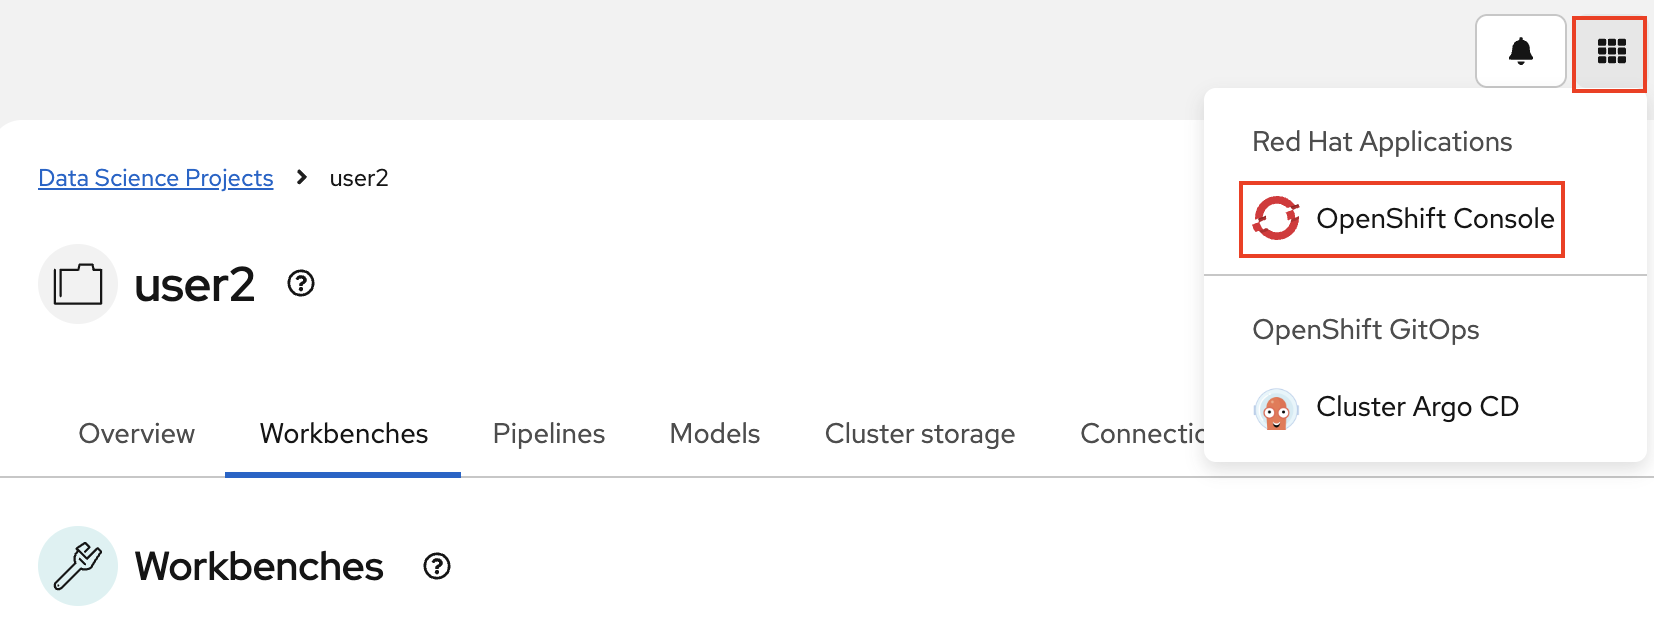 Red Hat Applications
OpenShift Console
OpenShift GitOps
Cluster Argo CD
Data Science Projects > user2
user2
Overview Workbenches Pipelines Models Cluster storage Connectio
Workbenches